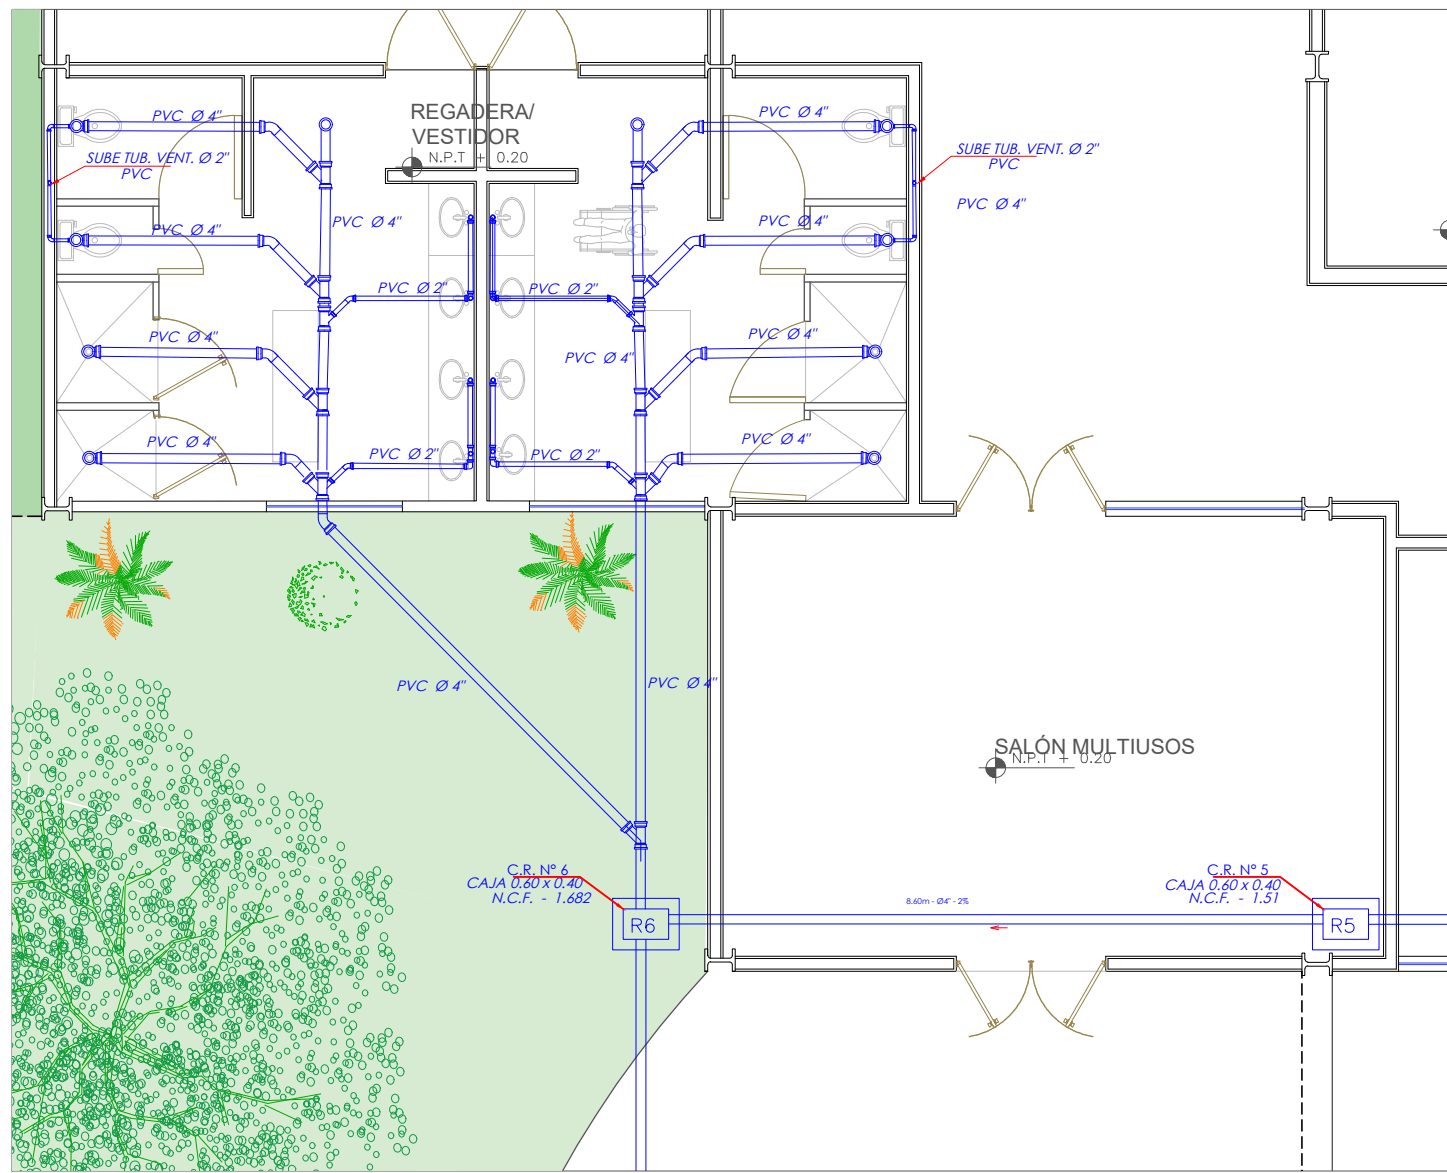 REGADERA/
VESTIDOR
N.P.T + 0.20
PVC Ø 4"
PVC Ø 4"
SUBE TUB. VENT. Ø 2"
PVC
SUBE TUB. VENT. Ø 2"
PVC
PVC Ø 4"
PVC Ø 4"
PVC Ø 4"
PVC Ø 4"
PVC Ø 4"
PVC Ø 2"
PVC Ø 2"
PVC Ø 4"
PVC Ø 4"
PVC Ø 4"
PVC Ø 4"
PVC Ø 2"
PVC Ø 2"
PVC Ø 4"
PVC Ø 4"
PVC Ø 4"
SALÓN MULTIUSOS
N.P.T + 0.20
C.R. Nº 6
CAJA 0.60 x 0.40
N.C.F. - 1.682
R6
8.60m - Ø4" - 2%
C.R. Nº 5
CAJA 0.60 x 0.40
N.C.F. - 1.51
R5